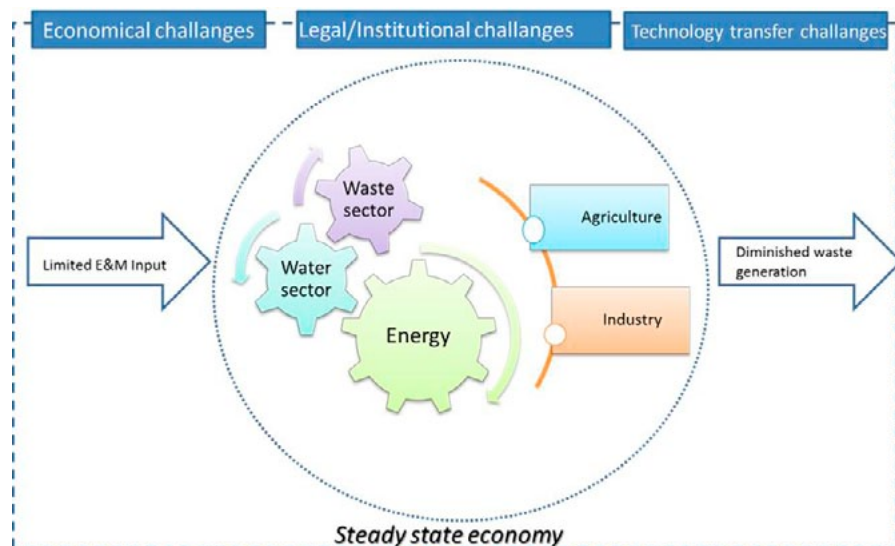 Economical challanges
Legal/Institutional challanges
Technology transfer challanges
Waste
sector
Water
sector
Energy
Agriculture
Industry
Limited E&M Input
Diminished waste
generation
Steady state economy